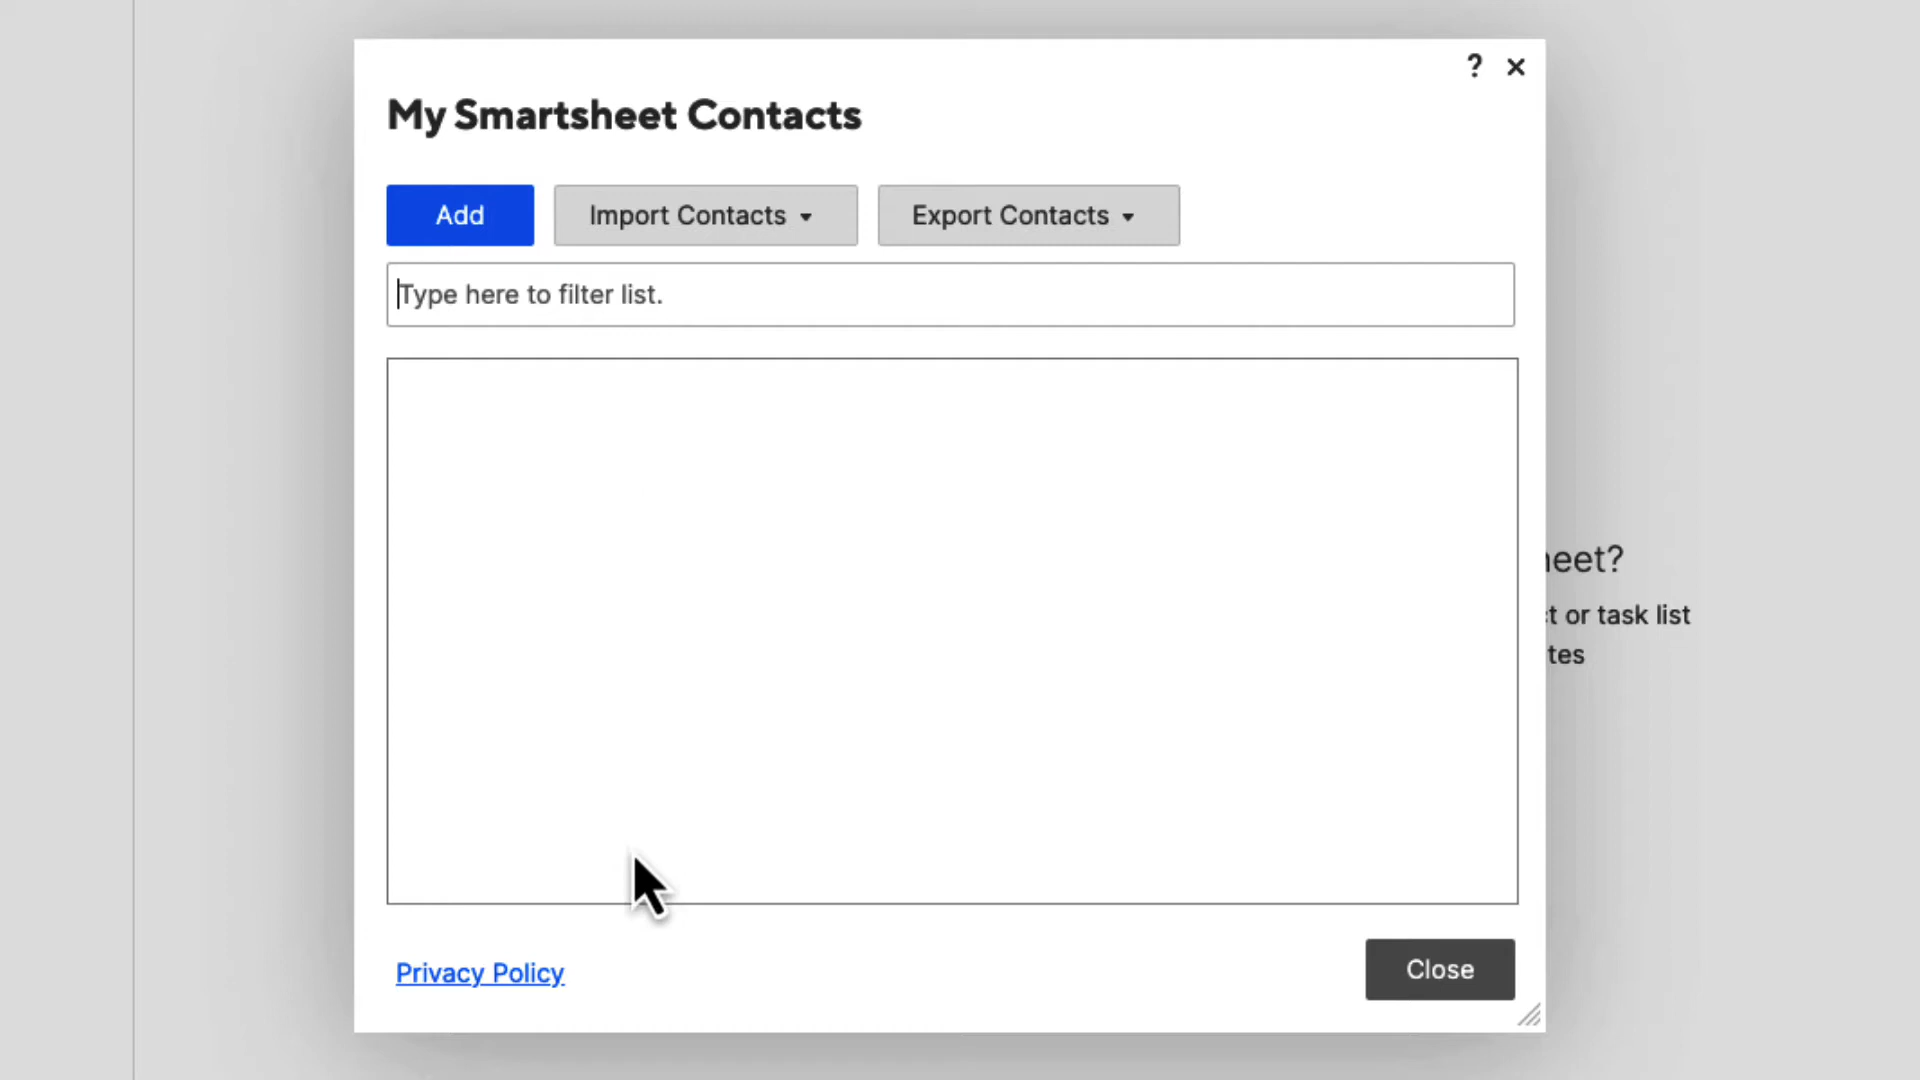 ?
My Smartsheet Contacts
Add
Import Contacts
Export Contacts
Type here to filter list.
heet?
t or task list
tes
Privacy Policy
Close